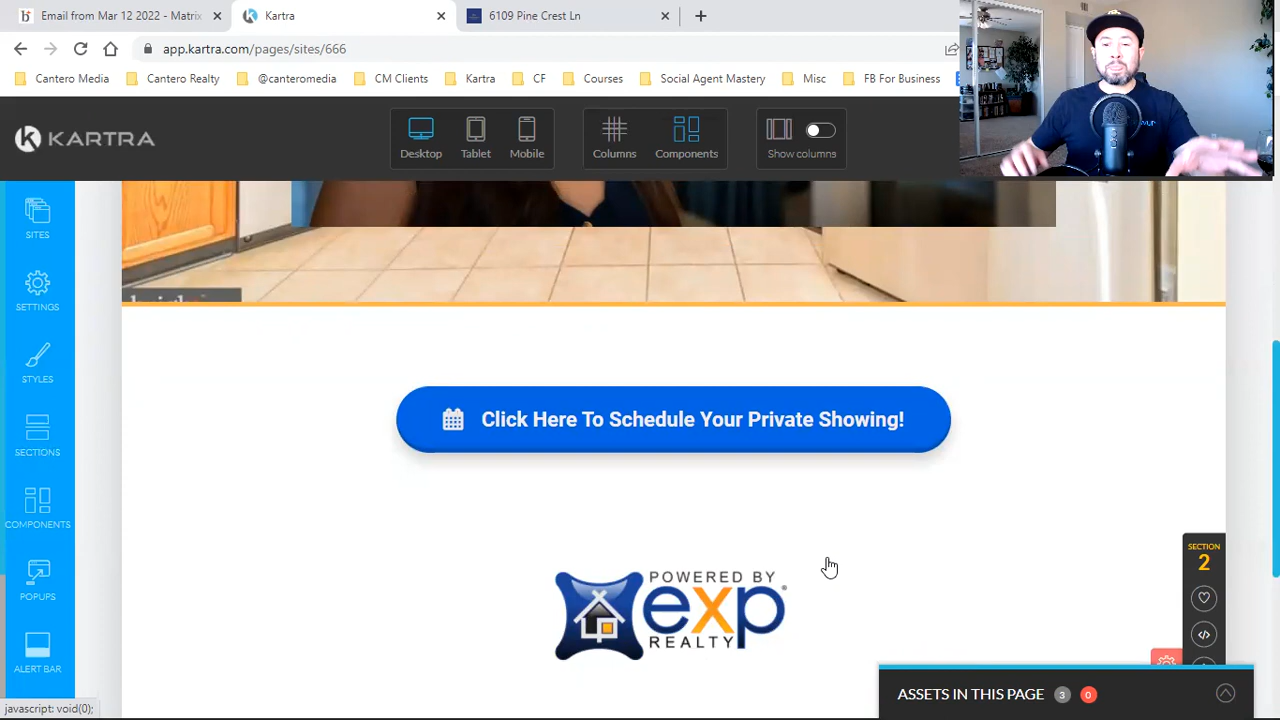 Email from Mar 12 2022 - Matrix
Kartra
6109 Pine Crest Ln
app.kartra.com/pages/sites/666
Cantero Media
Cantero Realty
@canteromedia
CM Clients
Kartra
CF
Courses
Social Agent Mastery
Misc
FB For Business
KARTRA
Desktop
Tablet
Mobile
Columns
Components
Show columns
SITES
SETTINGS
STYLES
SECTIONS
COMPONENTS
POPUPS
ALERT BAR
Click Here To Schedule Your Private Showing!
POWERED BY
exp
REALTY
SECTION
2
ASSETS IN THIS PAGE 3 0
javascript: void(0);